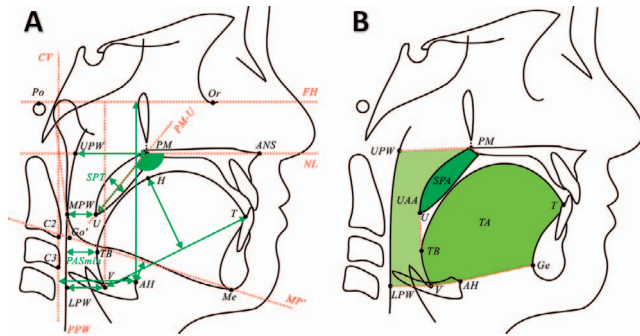 A
CV
Po
Or
FH
PM-U
UPW
PM
ANS
NL
SPT
H
MPW
U
T
C2
Go'
TB
PASmin
C3
V
AH
LPW
Me
MP'
PPW
B
PM
UPW
SPA
UAA
U
TA
T
TB
Ge
AH
V
LPW